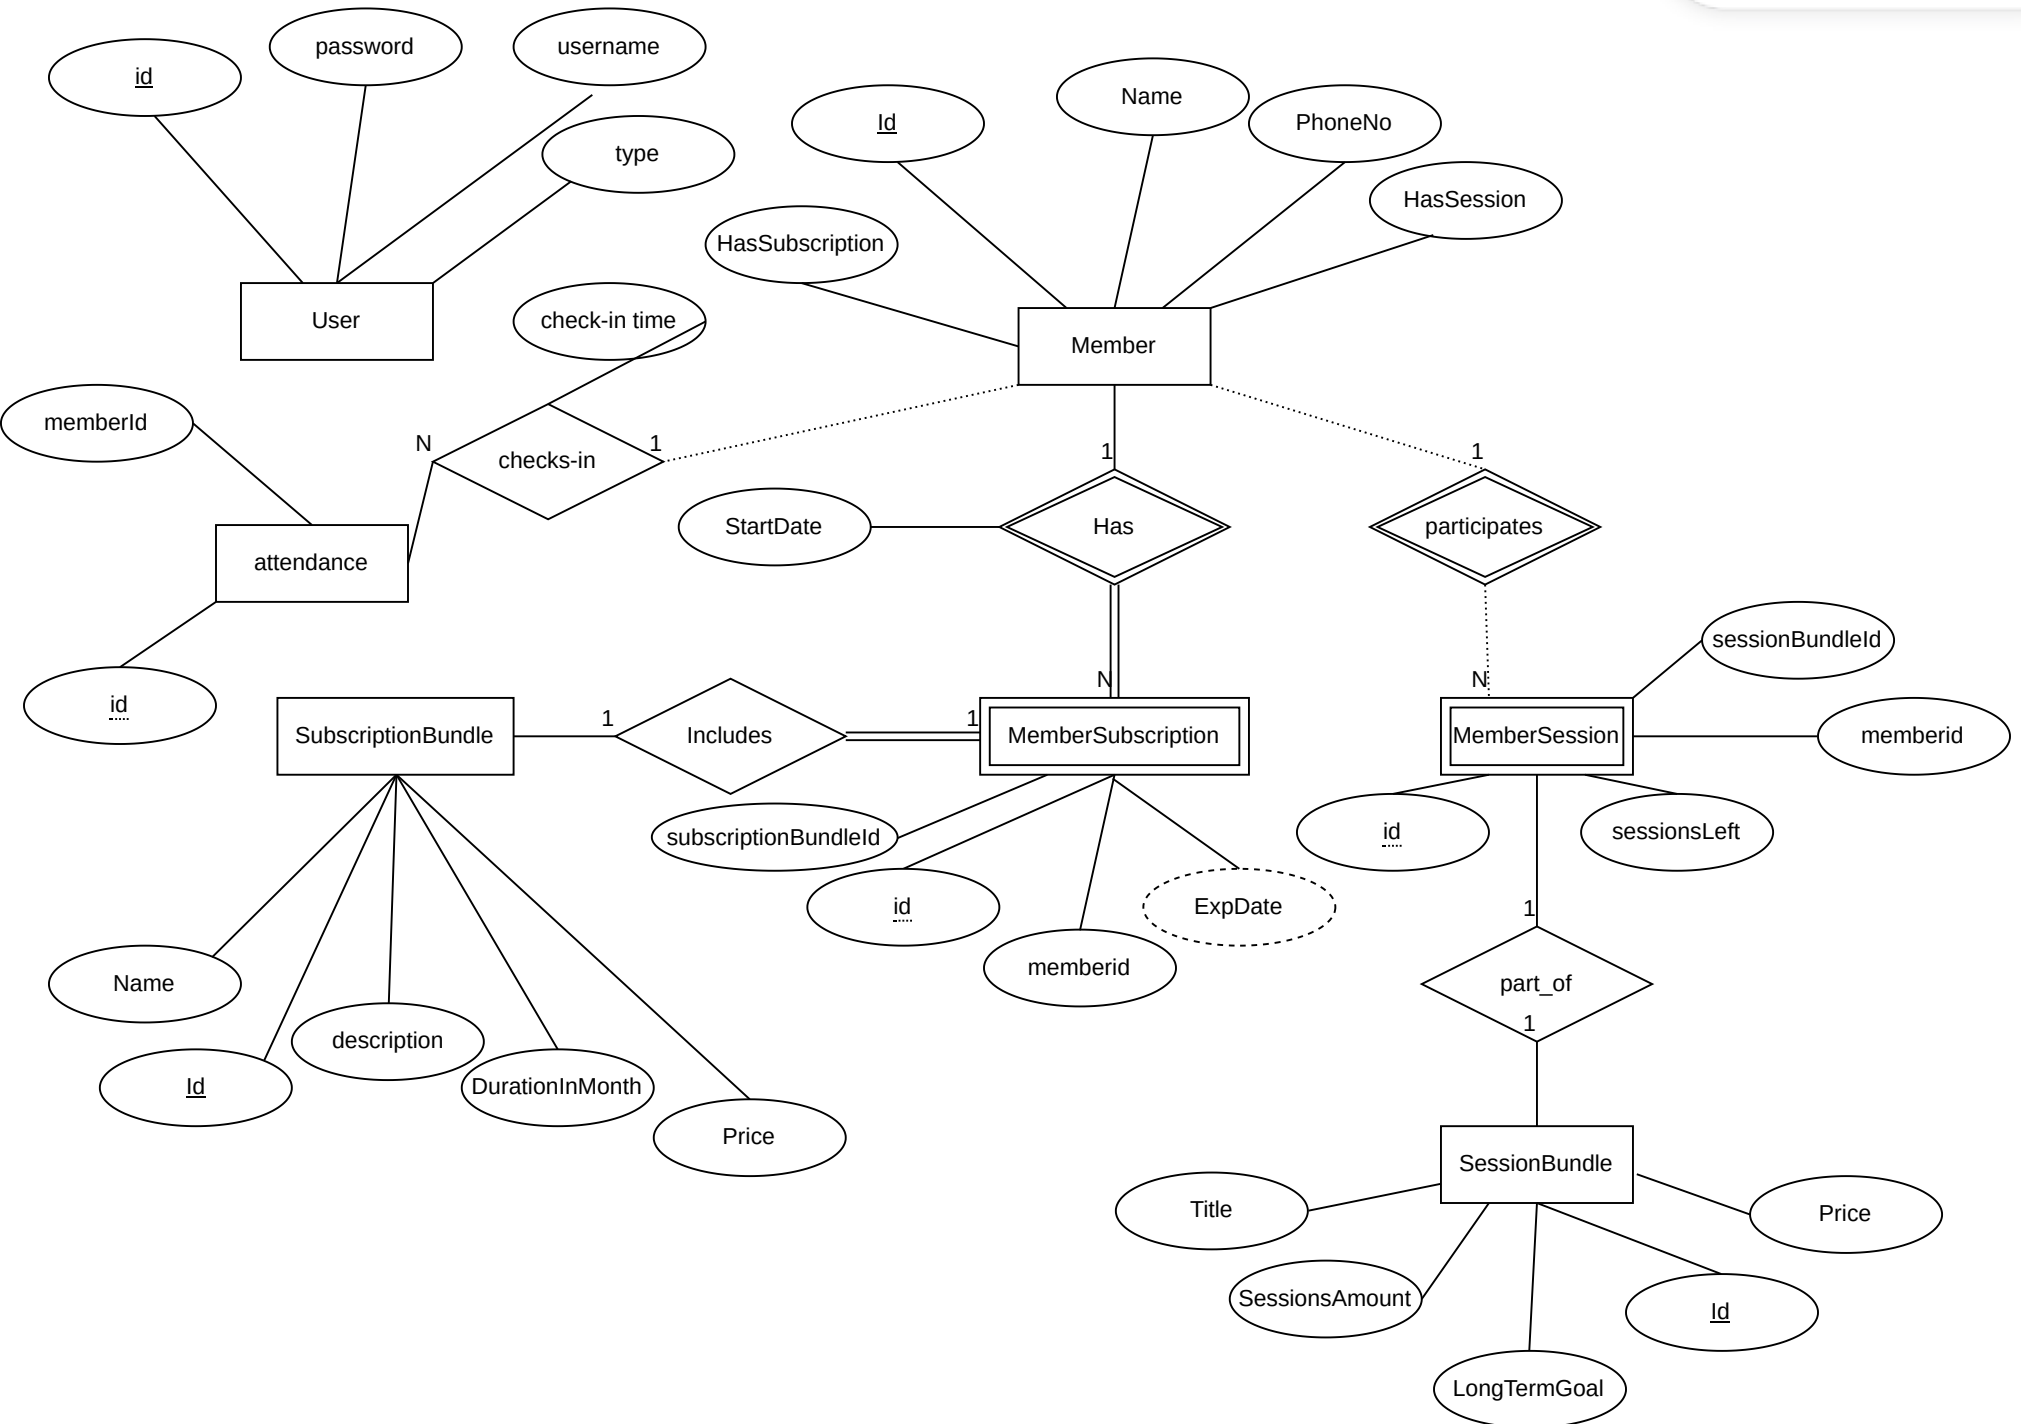 password
username
id
Name
Id
PhoneNo
type
HasSession
HasSubscription
User
check-in time
Member
memberId
N
1
checks-in
1
1
StartDate
Has
participates
attendance
sessionBundleId
N
N
id
1
1
SubscriptionBundle
Includes
MemberSubscription
MemberSession
memberid
subscriptionBundleId
id
sessionsLeft
id
ExpDate
1
memberid
Name
part_of
1
description
Id
DurationInMonth
Price
SessionBundle
Title
Price
SessionsAmount
Id
LongTermGoal